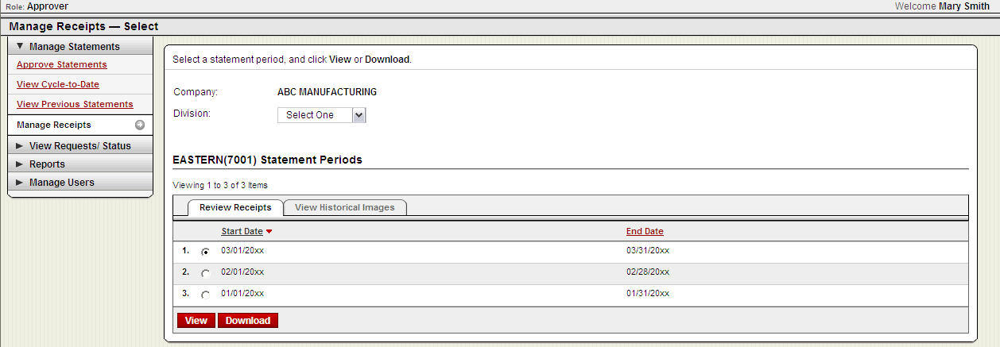 Role: Approver Welcome Mary Smith
Manage Receipts — Select
Manage Statements
Approve Statements
View Cycle-to-Date
View Previous Statements
Manage Receipts
View Requests/ Status
Reports
Manage Users
Select a statement period, and click View or Download.
Company: ABC MANUFACTURING
Division: Select One
EASTERN(7001) Statement Periods
Viewing 1 to 3 of 3 Items
Review Receipts View Historical Images
Start Date End Date
1. 03/01/20xx 03/31/20xx
2. 02/01/20xx 02/28/20xx
3. 01/01/20xx 01/31/20xx
View Download